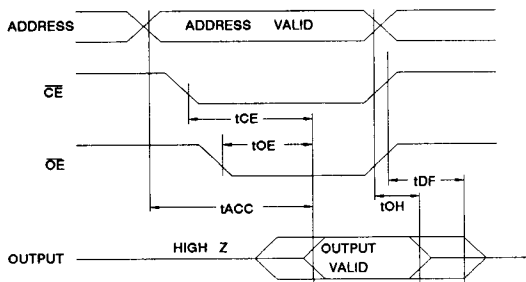 ADDRESS
ADDRESS VALID
CE
tCE
OE
tOE
tDF
tACC
tOH
OUTPUT
HIGH Z
OUTPUT
VALID